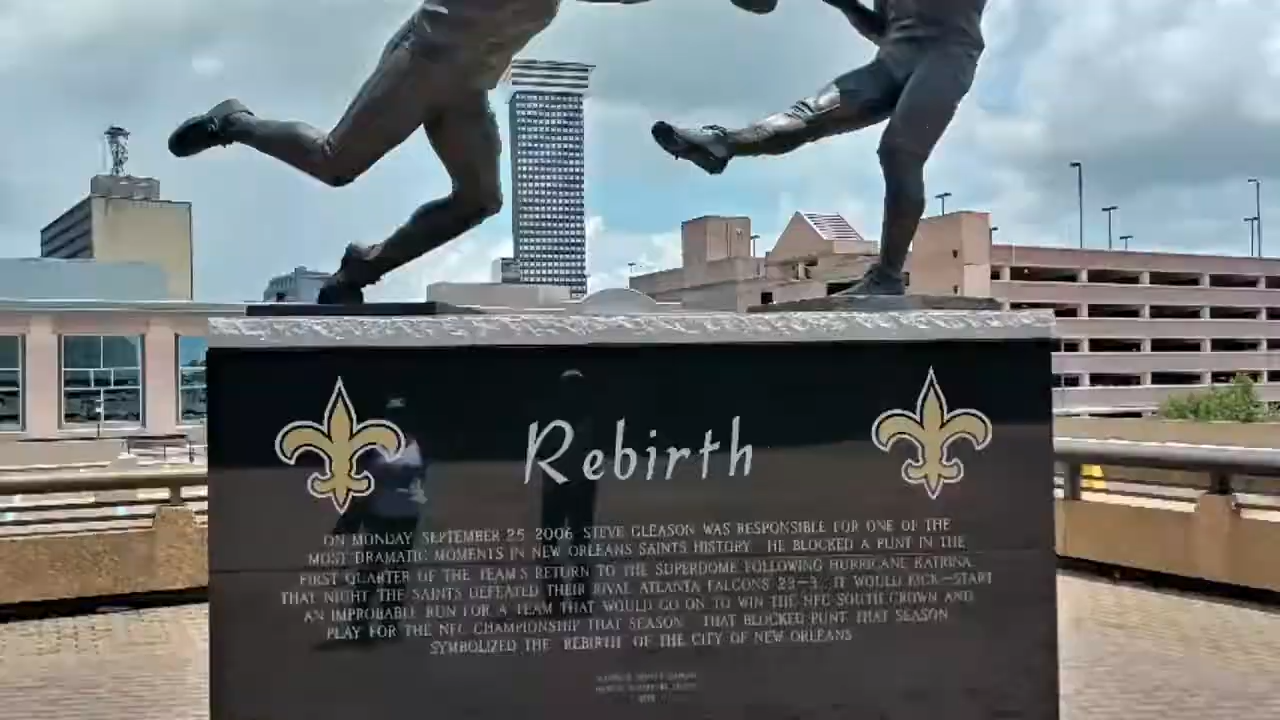 Rebirth
ON MONDAY SEPTEMBER 25 2006 STEVE GLEASON WAS RESPONSIBLE FOR ONE OF THE
MOST DRAMATIC MOMENTS IN NEW ORLEANS SAINTS HISTORY HE BLOCKED A PUNT IN THE
FIRST QUARTER OF THE TEAM'S RETURN TO THE SUPERDOME FOLLOWING HURRICANE KATRINA
THAT NIGHT THE SAINTS DEFEATED THEIR RIVAL ATLANTA FALCONS 23-3 IT WOULD KICK-START
AN IMPROBABLE RUN FOR A TEAM THAT WOULD GO ON TO WIN THE NFC SOUTH CROWN AND
PLAY FOR THE NFC CHAMPIONSHIP THAT SEASON THAT BLOCKED PUNT THAT SEASON
SYMBOLIZED THE REBIRTH OF THE CITY OF NEW ORLEANS